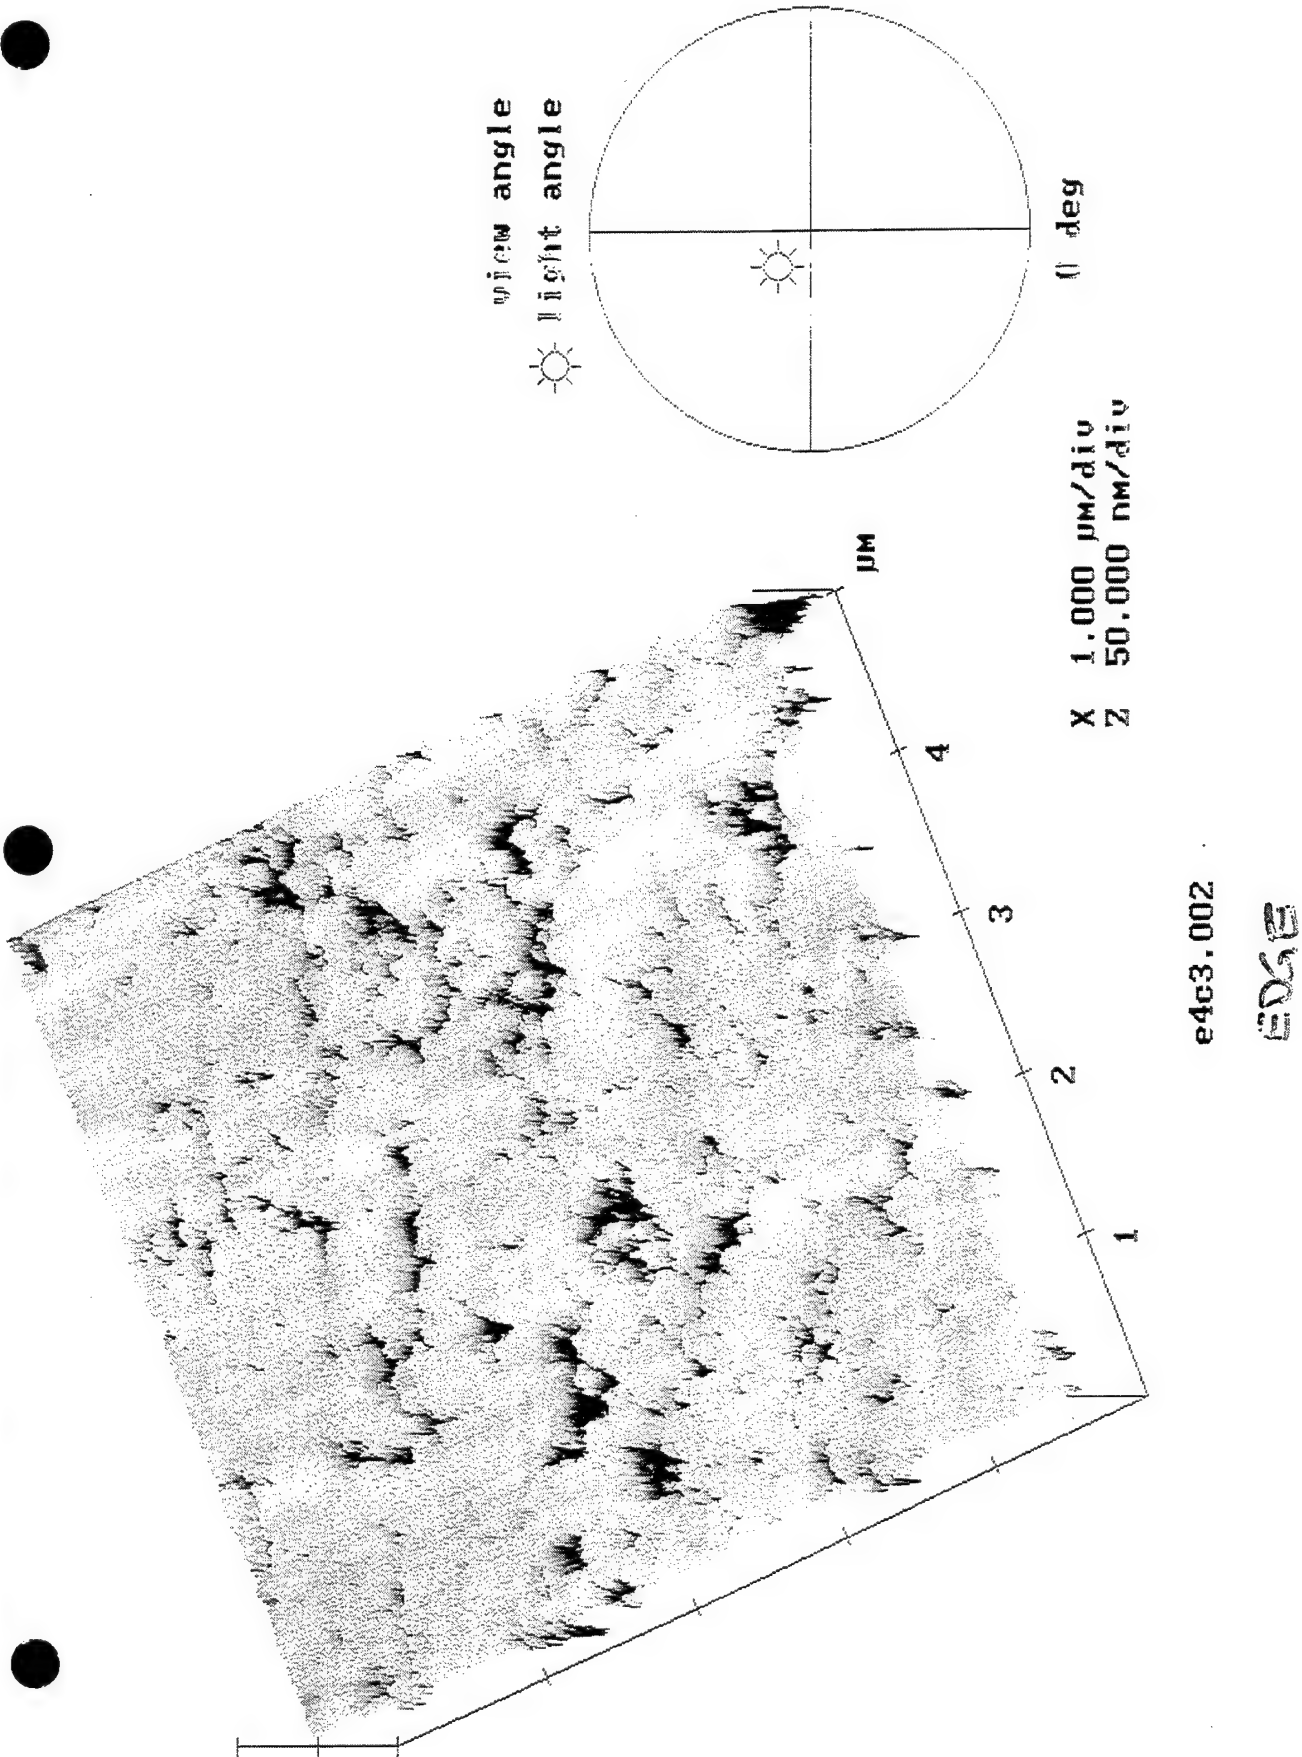 view angle
light angle
0 deg
X 1.000 µM/div
Z 50.000 nM/div
µM
4
3
2
1
e4c3.002
EDGE